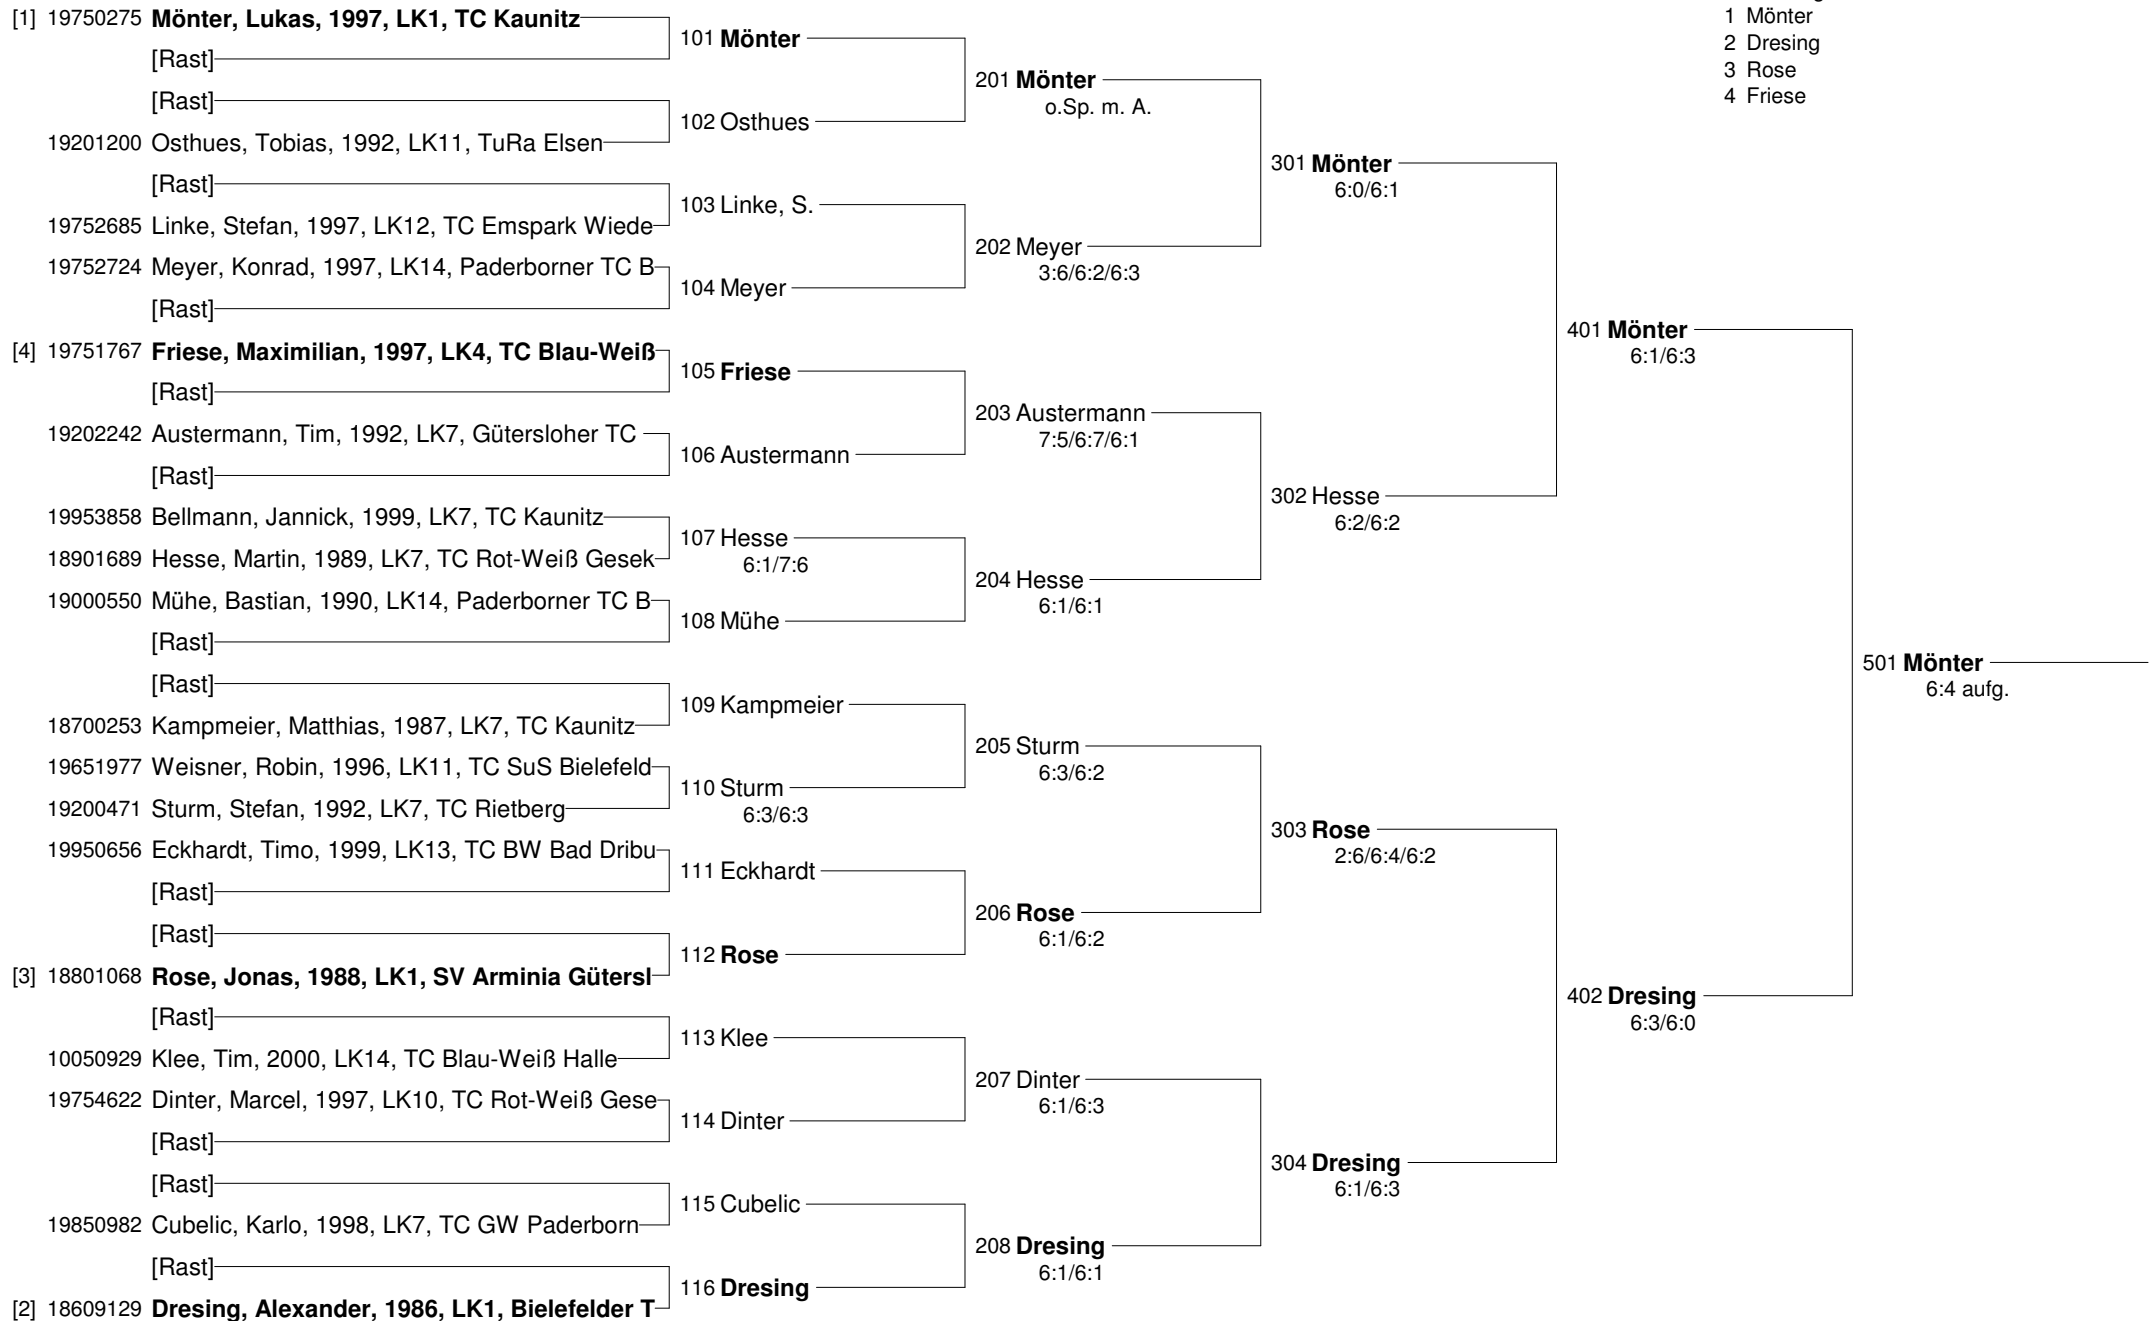 [1] 19750275 Mönter, Lukas, 1997, LK1, TC Kaunitz
[Rast]
[Rast]
19201200 Osthues, Tobias, 1992, LK11, TuRa Elsen
[Rast]
19752685 Linke, Stefan, 1997, LK12, TC Emspark Wiede
19752724 Meyer, Konrad, 1997, LK14, Paderborner TC B
[Rast]
[4] 19751767 Friese, Maximilian, 1997, LK4, TC Blau-Weiß
[Rast]
19202242 Austermann, Tim, 1992, LK7, Gütersloher TC
[Rast]
19953858 Bellmann, Jannick, 1999, LK7, TC Kaunitz
18901689 Hesse, Martin, 1989, LK7, TC Rot-Weiß Gesek
19000550 Mühe, Bastian, 1990, LK14, Paderborner TC B
[Rast]
[Rast]
18700253 Kampmeier, Matthias, 1987, LK7, TC Kaunitz
19651977 Weisner, Robin, 1996, LK11, TC SuS Bielefeld
19200471 Sturm, Stefan, 1992, LK7, TC Rietberg
19950656 Eckhardt, Timo, 1999, LK13, TC BW Bad Dribu
[Rast]
[Rast]
[3] 18801068 Rose, Jonas, 1988, LK1, SV Arminia Gütersl
[Rast]
10050929 Klee, Tim, 2000, LK14, TC Blau-Weiß Halle
19754622 Dinter, Marcel, 1997, LK10, TC Rot-Weiß Gese
[Rast]
[Rast]
19850982 Cubelic, Karlo, 1998, LK7, TC GW Paderborn
[Rast]
[2] 18609129 Dresing, Alexander, 1986, LK1, Bielefelder T
101 Mönter
102 Osthues
103 Linke, S.
104 Meyer
105 Friese
106 Austermann
107 Hesse
6:1/7:6
108 Mühe
109 Kampmeier
110 Sturm
6:3/6:3
111 Eckhardt
112 Rose
113 Klee
114 Dinter
115 Cubelic
116 Dresing
201 Mönter
o.Sp. m. A.
202 Meyer
3:6/6:2/6:3
203 Austermann
7:5/6:7/6:1
204 Hesse
6:1/6:1
205 Sturm
6:3/6:2
206 Rose
6:1/6:2
207 Dinter
6:1/6:3
208 Dresing
6:1/6:1
301 Mönter
6:0/6:1
302 Hesse
6:2/6:2
303 Rose
2:6/6:4/6:2
304 Dresing
6:1/6:3
401 Mönter
6:1/6:3
402 Dresing
6:3/6:0
501 Mönter
6:4 aufg.
1 Mönter
2 Dresing
3 Rose
4 Friese